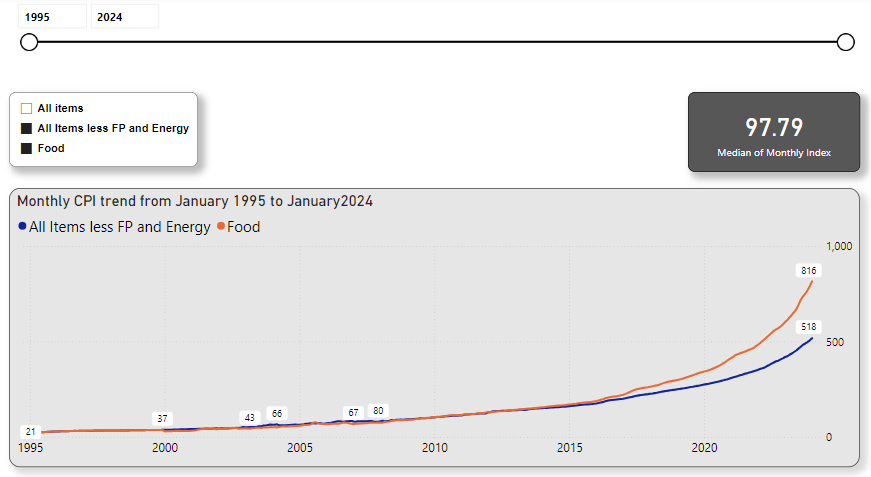 1995 2024
All items
All Items less FP and Energy
Food
97.79
Median of Monthly Index
Monthly CPI trend from January 1995 to January2024
All Items less FP and Energy Food
1,000
816
518
500
80
67
66
43
37
21
0
1995 2000 2005 2010 2015 2020